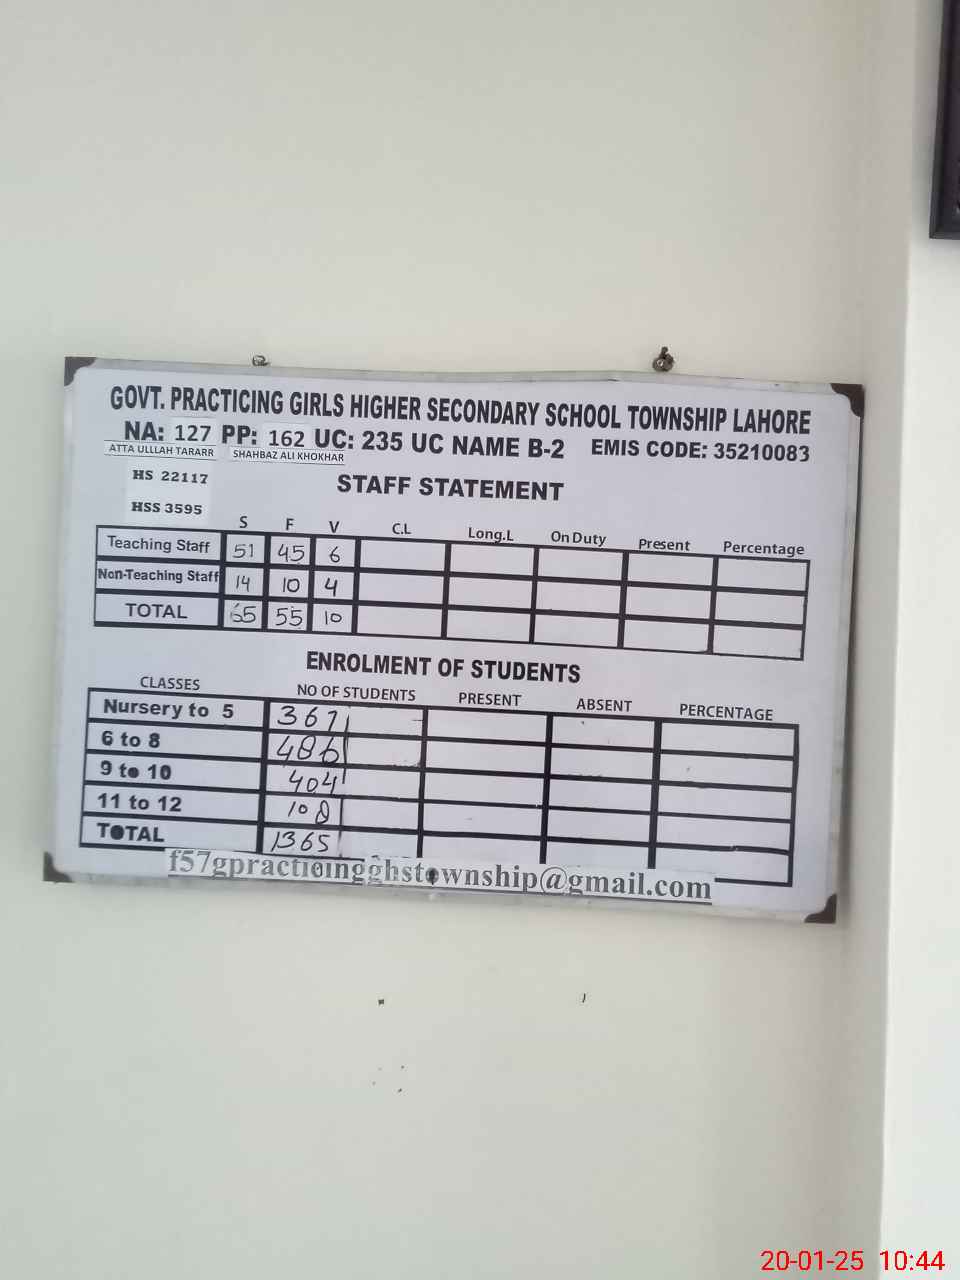 GOVT. PRACTICING GIRLS HIGHER SECONDARY SCHOOL TOWNSHIP LAHORE
NA: 127 PP: 162 UC: 235 UC NAME B-2 EMIS CODE: 35210083
ATTA ULLLAH TARARR SHAHBAZ ALI KHOKHAR
HS 22117
HSS 3595
STAFF STATEMENT
S F V C.L Long.L On Duty Present Percentage
Teaching Staff 51 45 6
Non-Teaching Staff 14 10 4
TOTAL 65 55 10
ENROLMENT OF STUDENTS
CLASSES NO OF STUDENTS PRESENT ABSENT PERCENTAGE
Nursery to 5 367
6 to 8 486
9 to 10 404
11 to 12 108
TOTAL 1365
f57gpracticingghstownship@gmail.com
20-01-25 10:44